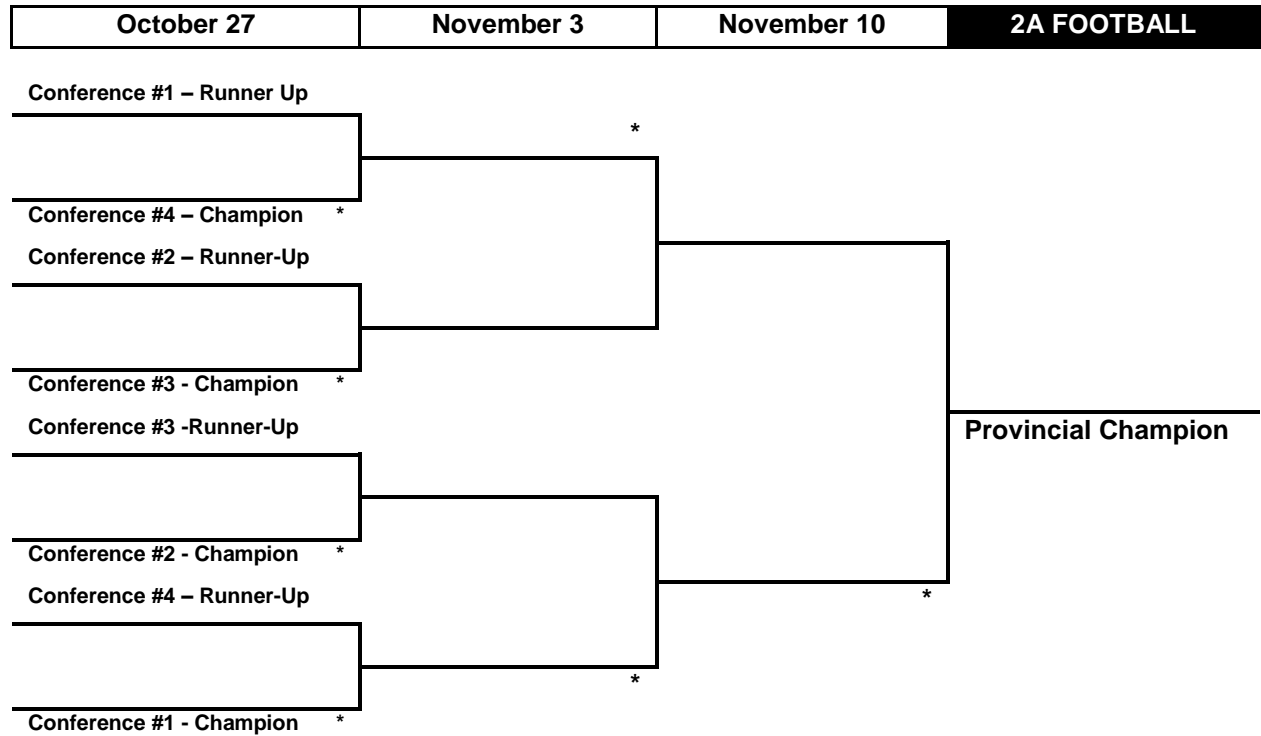 October 27 November 3 November 10 2A FOOTBALL
Conference #1 – Runner Up
*
Conference #4 – Champion *
Conference #2 – Runner-Up
Conference #3 - Champion *
Conference #3 -Runner-Up
Provincial Champion
Conference #2 - Champion *
Conference #4 – Runner-Up
*
*
Conference #1 - Champion *